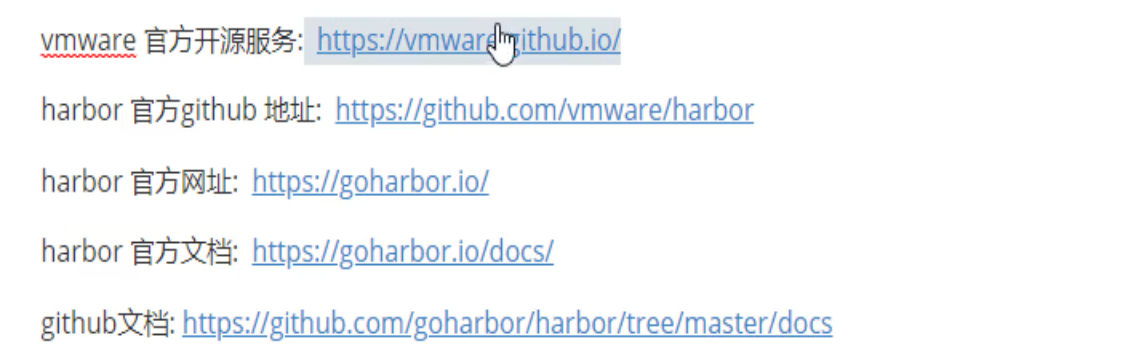 vmware 官方开源服务: https://vmware.github.io/
harbor 官方github 地址: https://github.com/vmware/harbor
harbor 官方网址: https://goharbor.io/
harbor 官方文档: https://goharbor.io/docs/
github文档: https://github.com/goharbor/harbor/tree/master/docs